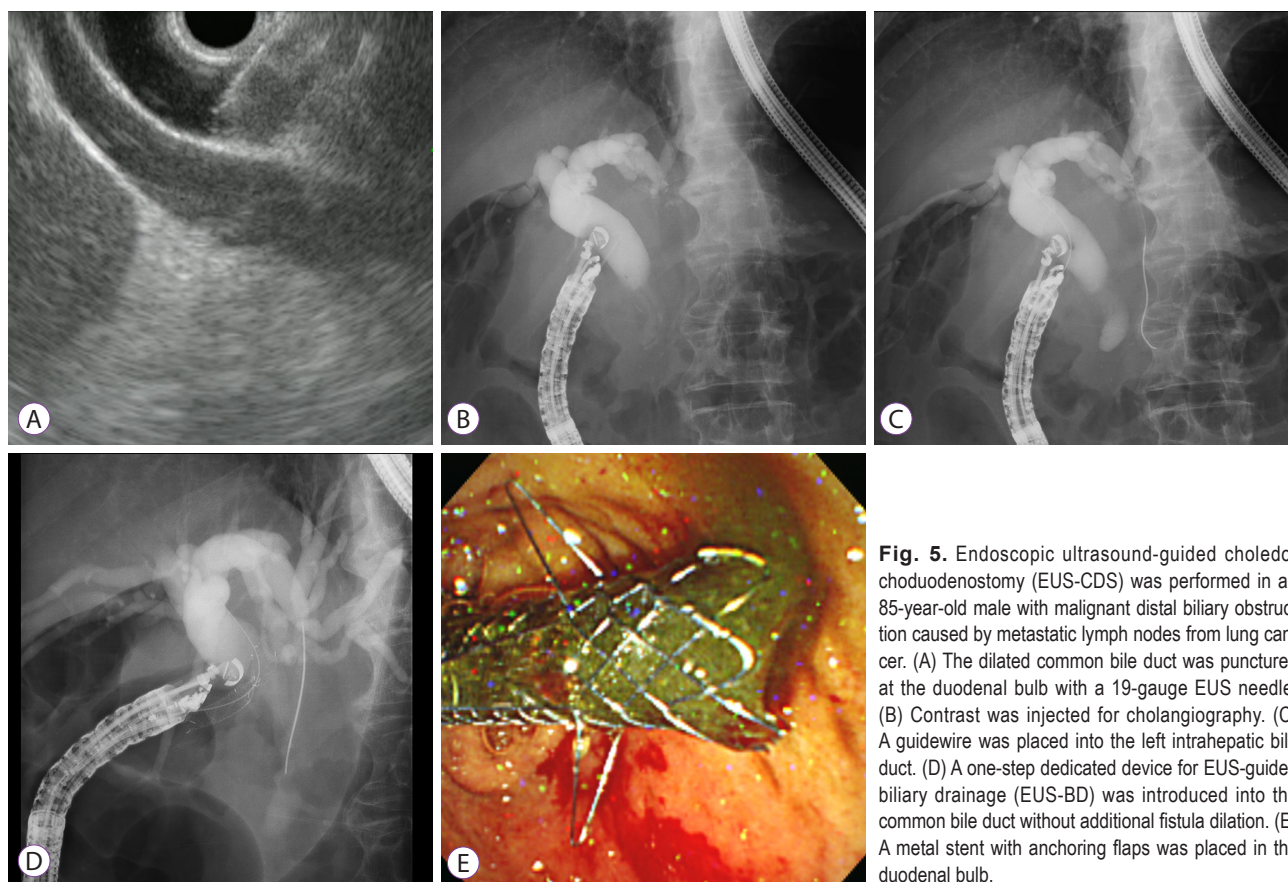 A
B
C
D
E
Fig. 5. Endoscopic ultrasound-guided choledo
choduodenostomy (EUS-CDS) was performed in a
85-year-old male with malignant distal biliary obstruc
tion caused by metastatic lymph nodes from lung can
cer. (A) The dilated common bile duct was puncture
at the duodenal bulb with a 19-gauge EUS needle
(B) Contrast was injected for cholangiography. (C
A guidewire was placed into the left intrahepatic bil
duct. (D) A one-step dedicated device for EUS-guide
biliary drainage (EUS-BD) was introduced into th
common bile duct without additional fistula dilation. (E
A metal stent with anchoring flaps was placed in th
duodenal bulb.